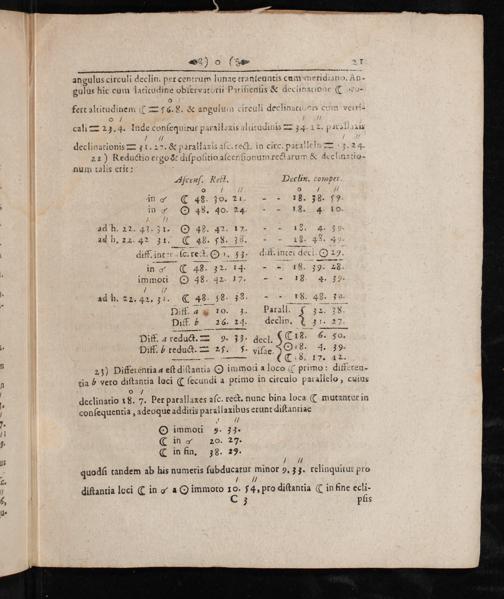 ) o ( 21
angulus circuli declin. per centrum lunae transeuntis cum meridiano. An-
gulus hic cum latitudine observatorii Parisiensis & declinatione ☾
fert altitudinem ☾ = 56. 8. & angulum circuli declinationis cum verti-
cali = 23. 4. Inde consequitur parallaxis altitudinis = 34. 12. parallaxis
declinationis = 31. 27. & parallaxis asc. rect. in circ. parallelo = 13. 24.
22) Reductio ergo & dispositio ascensionum rectarum & declinatio-
num talis erit:
Ascens. Rect. Declin. compet.
o ı ıı o ı ıı
in ☌ ☾ 48. 30. 21. - - 18. 38. 59.
in ☌ ☉ 48. 40. 24. - - 18. 4. 10.
ad h. 22. 43. 31. ☉ 48. 42. 17. - - 18. 4. 39.
ad h. 22. 42. 31. ☾ 48. 58. 38. - - 18. 48. 49.
diff. inter asc. rect. ☉ 1. 53. diff. inter decl. ☉ 29.
in ☌ ☾ 48. 32. 14. - - 18. 39. 28.
immoti ☉ 48. 42. 17. - - 18. 4. 39.
ad h. 22. 42. 31. ☾ 48. 58. 38. - - 18. 48. 39.
Diff. a 10. 3. Parall. { 32. 38.
Diff. b 26. 24. declin. { 31. 27.
Diff. a reduct. = 9. 33. decl. { ☾ 18. 6. 50.
Diff. b reduct. = 25. 5. visae { ☉ 18. 4. 39.
{ ☾ 18. 17. 42.
23) Differentia a est distantia ☉ immoti a loco ☾ primo: differen-
tia b vero distantia loci ☾ secundi a primo in circulo parallelo, cuius
declinatio 18. 7. Per parallaxes asc. rect. nunc bina loca ☾ mutantur in
consequentia, adeoque additis parallaxibus erunt distantiae
ı ıı
☉ immoti 9. 33.
☾ in ☌ 20. 27.
☾ in fin. 38. 29.
quodsi tandem ab his numeris subducatur minor 9. 33. relinquitur pro
distantia loci ☾ in ☌ a ☉ immoto 10. 54, pro distantia ☾ in fine ecli-
C 3 psis